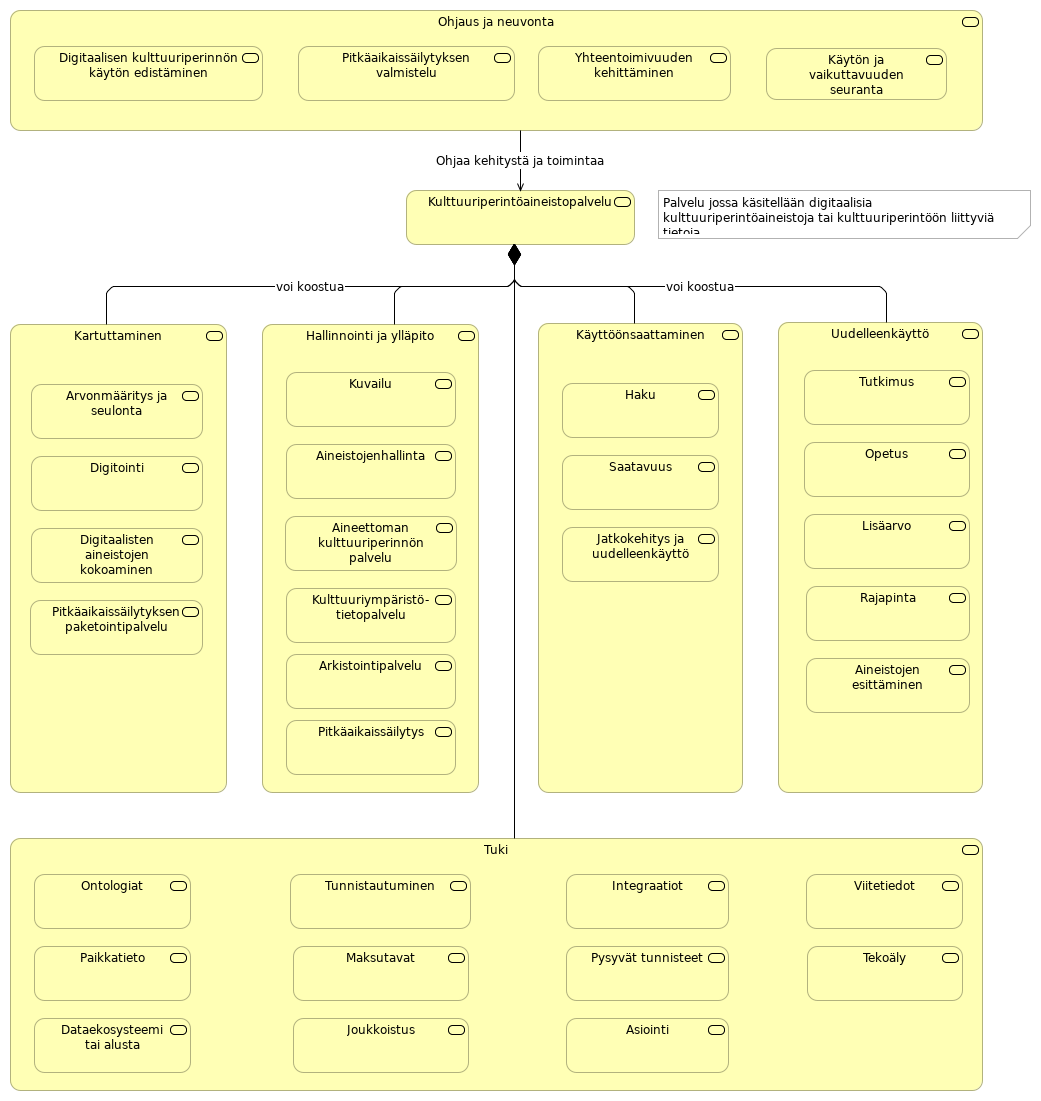 Ohjaus ja neuvonta
Digitaalisen kulttuuriperinnön
käytön edistäminen
Pitkäaikaissäilytyksen
valmistelu
Yhteentoimivuuden
kehittäminen
Käytön ja
vaikuttavuuden
seuranta
Ohjaa kehitystä ja toimintaa
Kulttuuriperintöaineistopalvelu
Palvelu jossa käsitellään digitaalisia
kulttuuriperintöaineistoja tai kulttuuriperintöön liittyviä
tietoja
voi koostua
voi koostua
Kartuttaminen
Arvonmääritys ja
seulonta
Digitointi
Digitaalisten
aineistojen
kokoaminen
Pitkäaikaissäilytyksen
paketointipalvelu
Hallinnointi ja ylläpito
Kuvailu
Aineistojenhallinta
Aineettoman
kulttuuriperinnön
palvelu
Kulttuuriympäristö-
tietopalvelu
Arkistointipalvelu
Pitkäaikaissäilytys
Käyttöönsaattaminen
Haku
Saatavuus
Jatkokehitys ja
uudelleenkäyttö
Uudelleenkäyttö
Tutkimus
Opetus
Lisäarvo
Rajapinta
Aineistojen
esittäminen
Tuki
Ontologiat
Tunnistautuminen
Integraatiot
Viitetiedot
Paikkatieto
Maksutavat
Pysyvät tunnisteet
Tekoäly
Dataekosysteemi
tai alusta
Joukkoistus
Asiointi